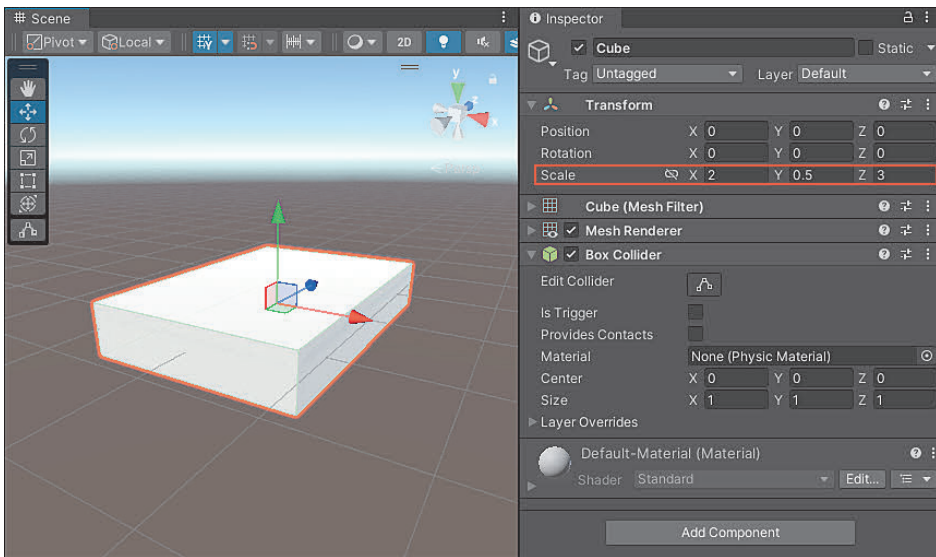 Scene
Pivot
Local
2D
y
x
z
Persp
Inspector
Cube
Static
Tag Untagged
Layer Default
Transform
Position X 0 Y 0 Z 0
Rotation X 0 Y 0 Z 0
Scale X 2 Y 0.5 Z 3
Cube (Mesh Filter)
Mesh Renderer
Box Collider
Edit Collider
Is Trigger
Provides Contacts
Material None (Physic Material)
Center X 0 Y 0 Z 0
Size X 1 Y 1 Z 1
Layer Overrides
Default-Material (Material)
Shader Standard Edit...
Add Component